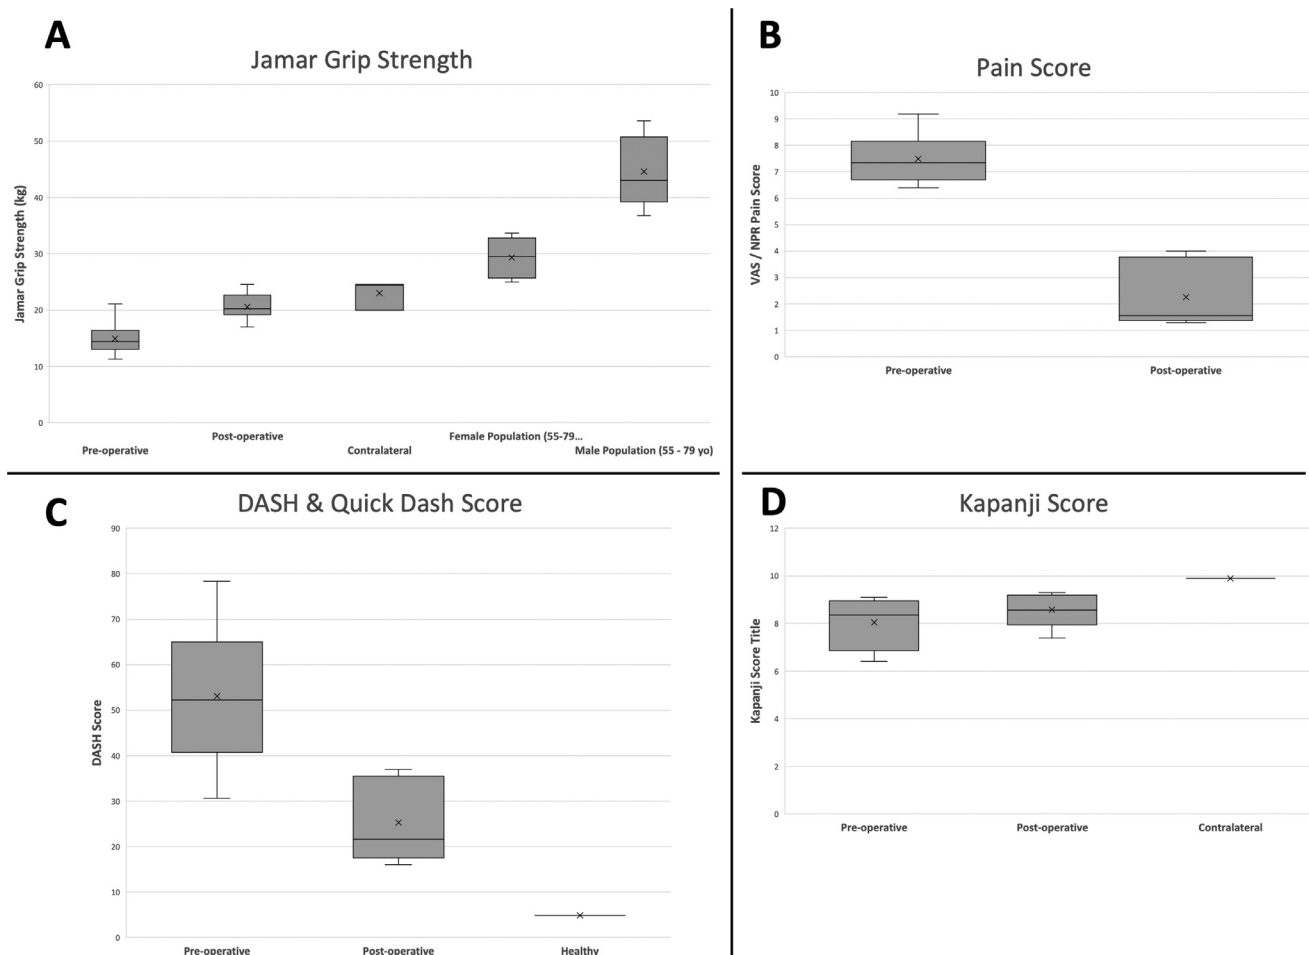 A
Jamar Grip Strength
60
50
40
30
20
10
0
Jamar Grip Strength (kg)
Pre-operative
Post-operative
Contralateral
Female Population (55-79...
Male Population (55 - 79 yo)
B
Pain Score
10
9
8
7
6
5
4
3
2
1
0
VAS / NPR Pain Score
Pre-operative
Post-operative
C
DASH & Quick Dash Score
90
80
70
60
50
40
30
20
10
0
DASH Score
Pre-operative
Post-operative
Healthy
D
Kapanji Score
12
10
8
6
4
2
0
Kapanji Score Title
Pre-operative
Post-operative
Contralateral